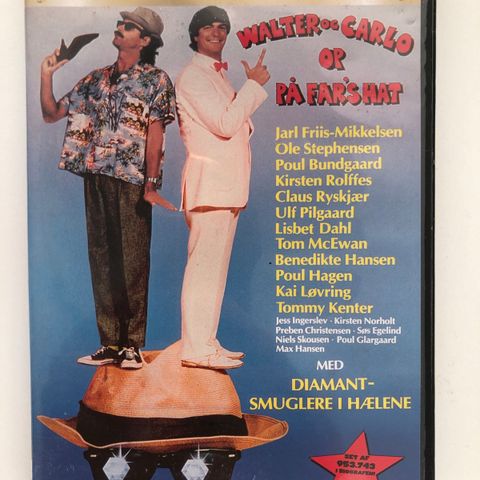 WALTER OG CARLO
OP
PÅ FAR'S HAT
Jarl Friis-Mikkelsen
Ole Stephensen
Poul Bundgaard
Kirsten Rolffes
Claus Ryskjær
Ulf Pilgaard
Lisbet Dahl
Tom McEwan
Benedikte Hansen
Poul Hagen
Kai Løvring
Tommy Kenter
Jess Ingerslev · Kirsten Norholt
Preben Christensen · Søs Egelind
Niels Skousen · Poul Glargaard
Max Hansen
MED
DIAMANT-
SMUGLERE I HÆLENE
SET AF
953.743
I BIOGRAFEN!